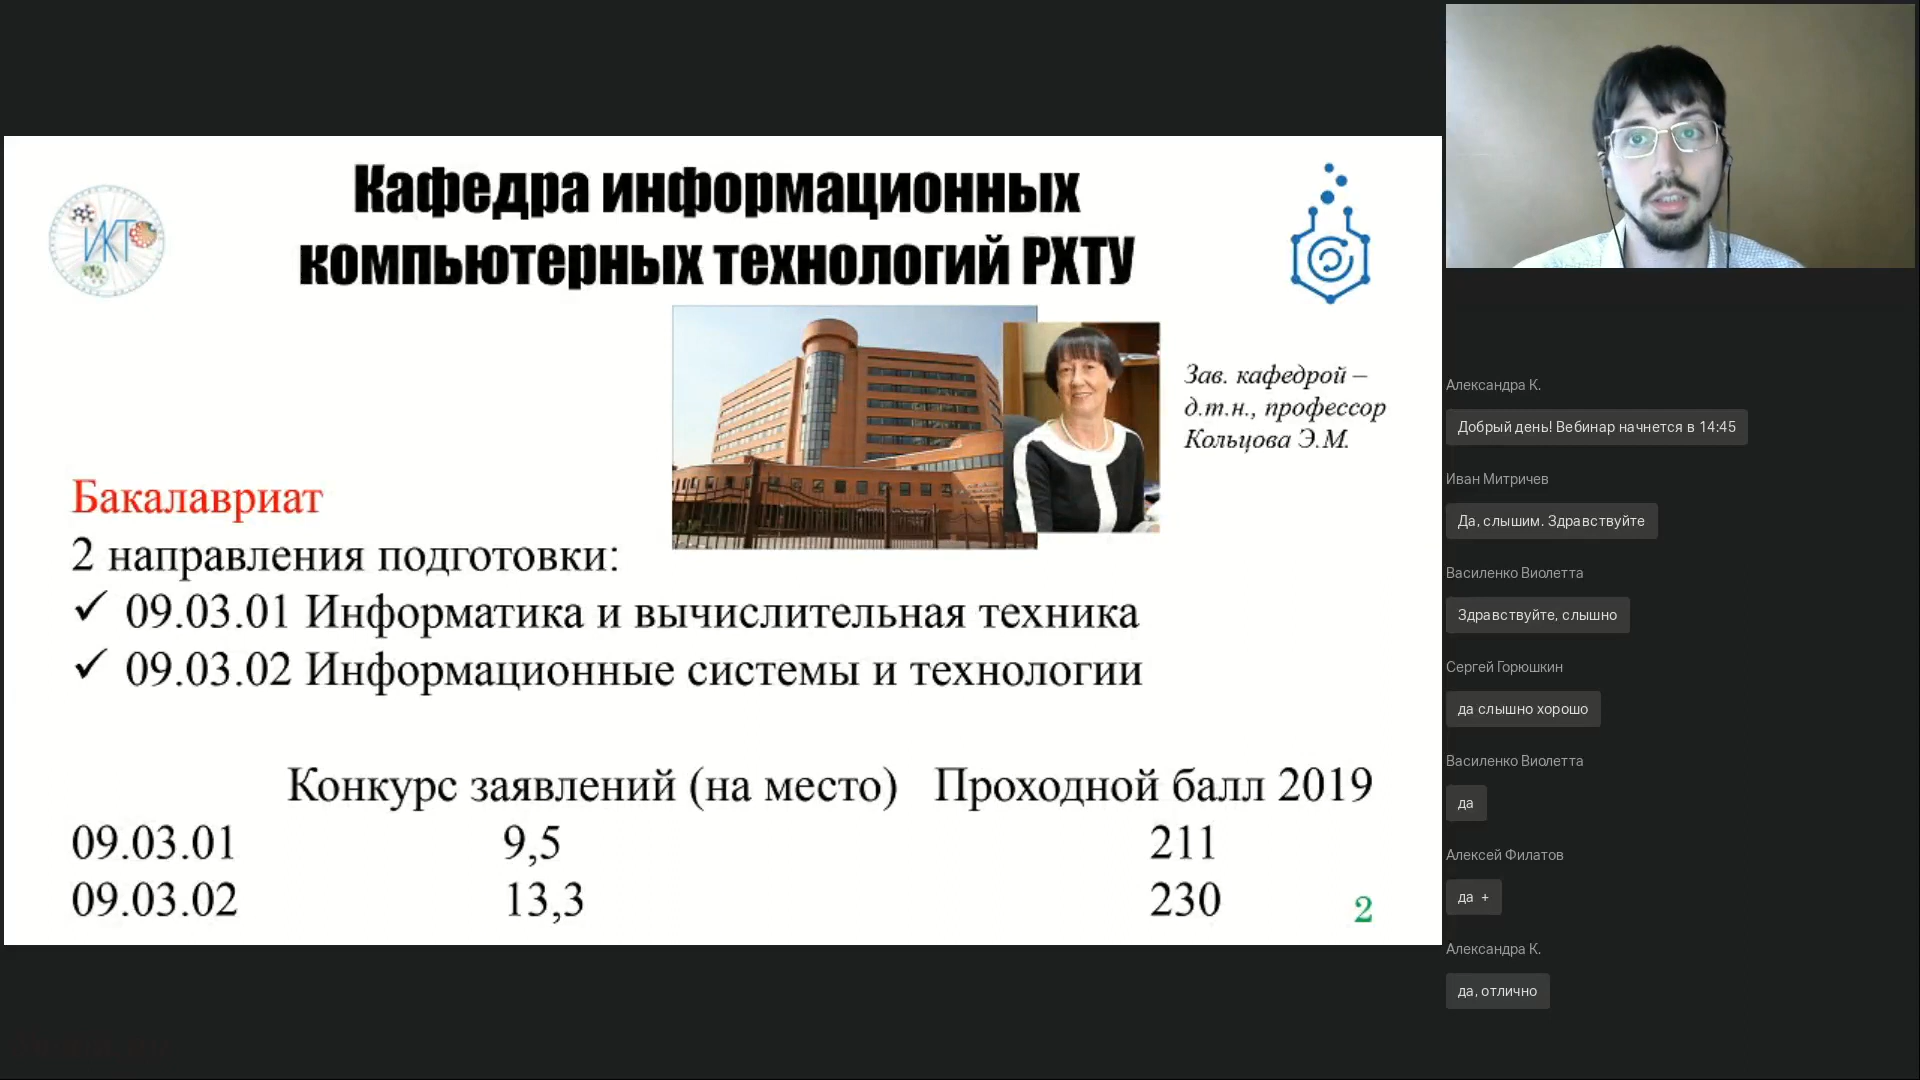 Кафедра информационных
компьютерных технологий РХТУ
ИКТ
Зав. кафедрой –
д.т.н., профессор
Кольцова Э.М.
Бакалавриат
2 направления подготовки:
✓ 09.03.01 Информатика и вычислительная техника
✓ 09.03.02 Информационные системы и технологии
Конкурс заявлений (на место) Проходной балл 2019
09.03.01 9,5 211
09.03.02 13,3 230
2
Александра К.
Добрый день! Вебинар начнется в 14:45
Иван Митричев
Да, слышим. Здравствуйте
Василенко Виолетта
Здравствуйте, слышно
Сергей Горюшкин
да слышно хорошо
Василенко Виолетта
да
Алексей Филатов
да +
Александра К.
да, отлично